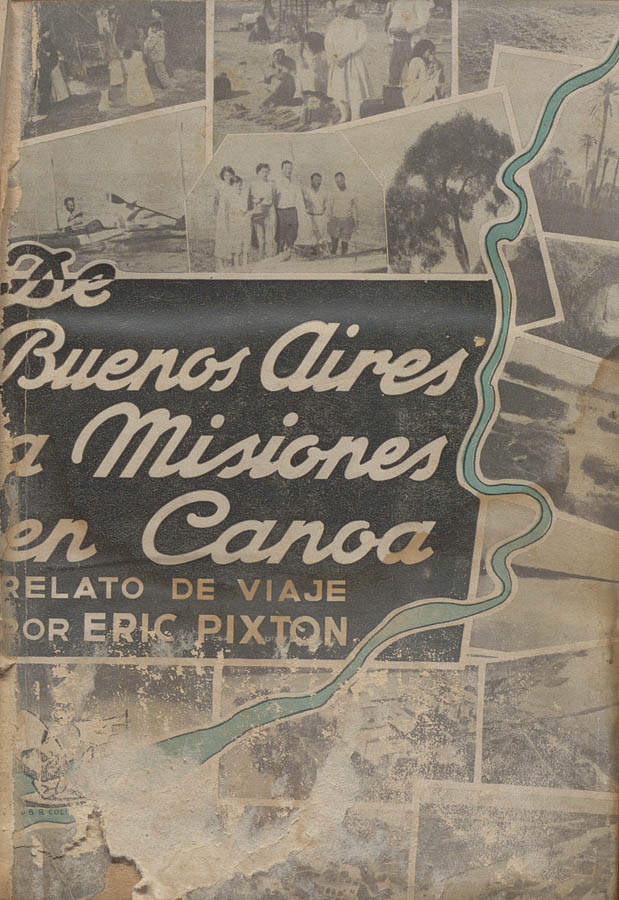 De
Buenos Aires
a Misiones
en Canoa
RELATO DE VIAJE
POR ERIC PIXTON